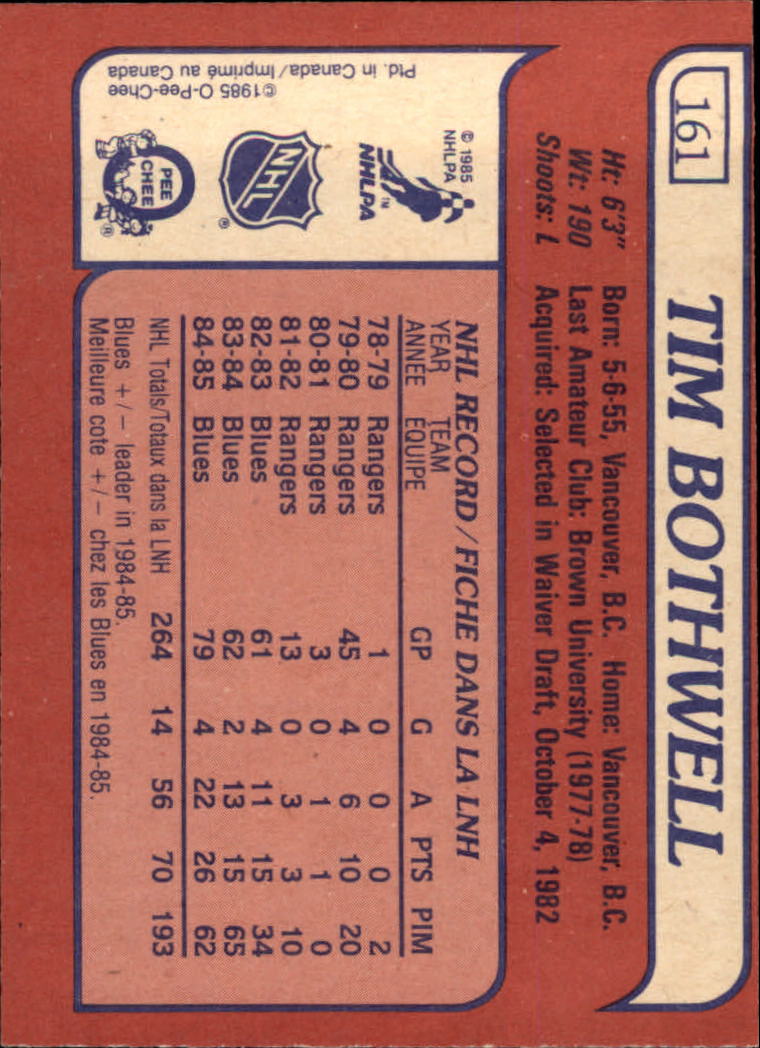 161
TIM BOTHWELL
Ht: 6'3" Born: 5-6-55, Vancouver, B.C. Home: Vancouver, B.C.
Wt: 190 Last Amateur Club: Brown University (1977-78)
Shoots: L Acquired: Selected in Waiver Draft, October 4, 1982
© 1985
NHLPA
NHLPA
TM
NHL
®
PEE
CHEE
®
©1985 O-Pee-Chee
Ptd. in Canada/Imprimé au Canada
NHL RECORD/FICHE DANS LA LNH
YEAR TEAM
ANNEE EQUIPE GP G A PTS PIM
78-79 Rangers 1 0 0 0 2
79-80 Rangers 45 4 6 10 20
80-81 Rangers 3 0 1 1 0
81-82 Rangers 13 0 3 3 10
82-83 Blues 61 4 11 15 34
83-84 Blues 62 2 13 15 65
84-85 Blues 79 4 22 26 62
NHL Totals/Totaux dans la LNH 264 14 56 70 193
Blues +/− leader in 1984-85.
Meilleure cote +/− chez les Blues en 1984-85.